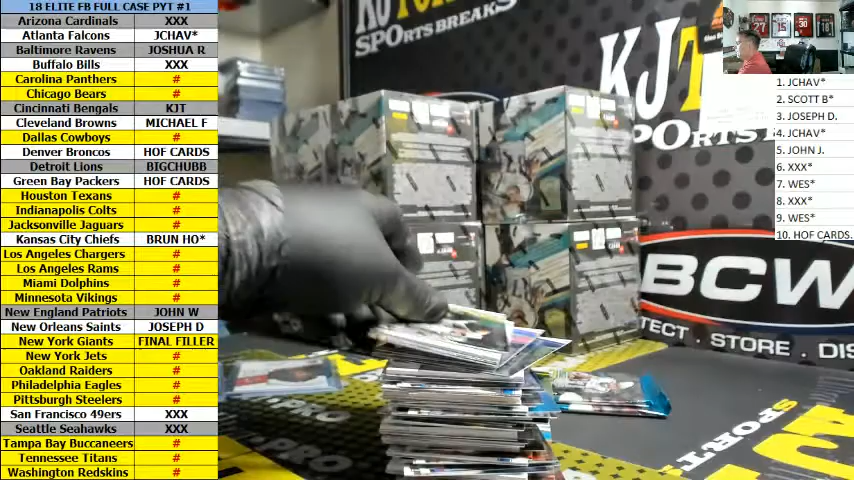 18 ELITE FB FULL CASE PYT #1
Arizona Cardinals XXX
Atlanta Falcons JCHAV*
Baltimore Ravens JOSHUA R
Buffalo Bills XXX
Carolina Panthers #
Chicago Bears #
Cincinnati Bengals KJT
Cleveland Browns MICHAEL F
Dallas Cowboys #
Denver Broncos HOF CARDS
Detroit Lions BIGCHUBB
Green Bay Packers HOF CARDS
Houston Texans #
Indianapolis Colts #
Jacksonville Jaguars #
Kansas City Chiefs BRUN HO*
Los Angeles Chargers #
Los Angeles Rams #
Miami Dolphins #
Minnesota Vikings #
New England Patriots JOHN W
New Orleans Saints JOSEPH D
New York Giants FINAL FILLER
New York Jets #
Oakland Raiders #
Philadelphia Eagles #
Pittsburg Steelers #
San Francisco 49ers XXX
Seattle Seahawks XXX
Tampa Bay Buccaneers #
Tennessee Titans #
Washington Redskins #
SPORTS BREAKS
KJT
SPORTS
1. JCHAV*
2. SCOTT B*
3. JOSEPH D.
4. JCHAV*
5. JOHN J.
6. XXX*
7. WES*
8. XXX*
9. WES*
10. HOF CARDS.
BCW
TECT . STORE . DIS
PRO
SPORTS